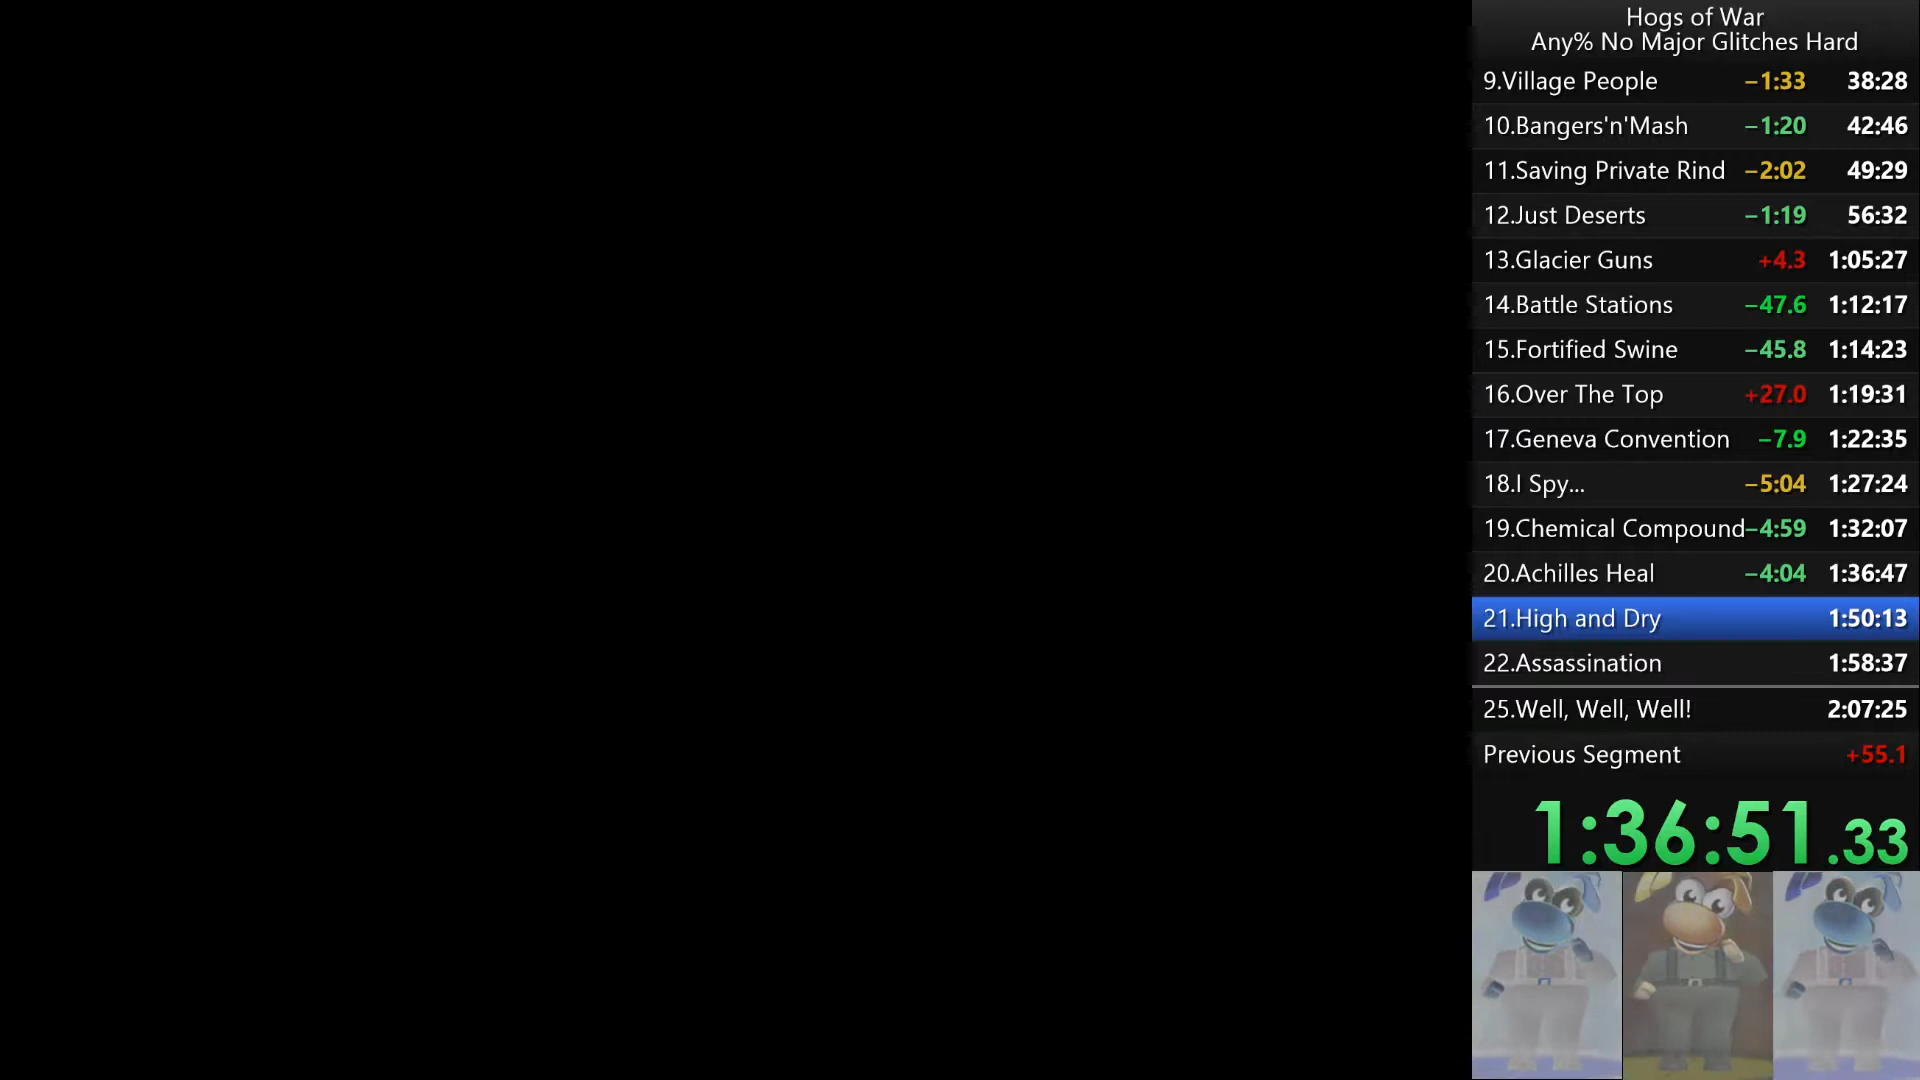 Hogs of War
Any% No Major Glitches Hard
9.Village People −1:33 38:28
10.Bangers'n'Mash −1:20 42:46
11.Saving Private Rind −2:02 49:29
12.Just Deserts −1:19 56:32
13.Glacier Guns +4.3 1:05:27
14.Battle Stations −47.6 1:12:17
15.Fortified Swine −45.8 1:14:23
16.Over The Top +27.0 1:19:31
17.Geneva Convention −7.9 1:22:35
18.I Spy... −5:04 1:27:24
19.Chemical Compound −4:59 1:32:07
20.Achilles Heal −4:04 1:36:47
21.High and Dry 1:50:13
22.Assassination 1:58:37
25.Well, Well, Well! 2:07:25
Previous Segment +55.1
1:36:51.33